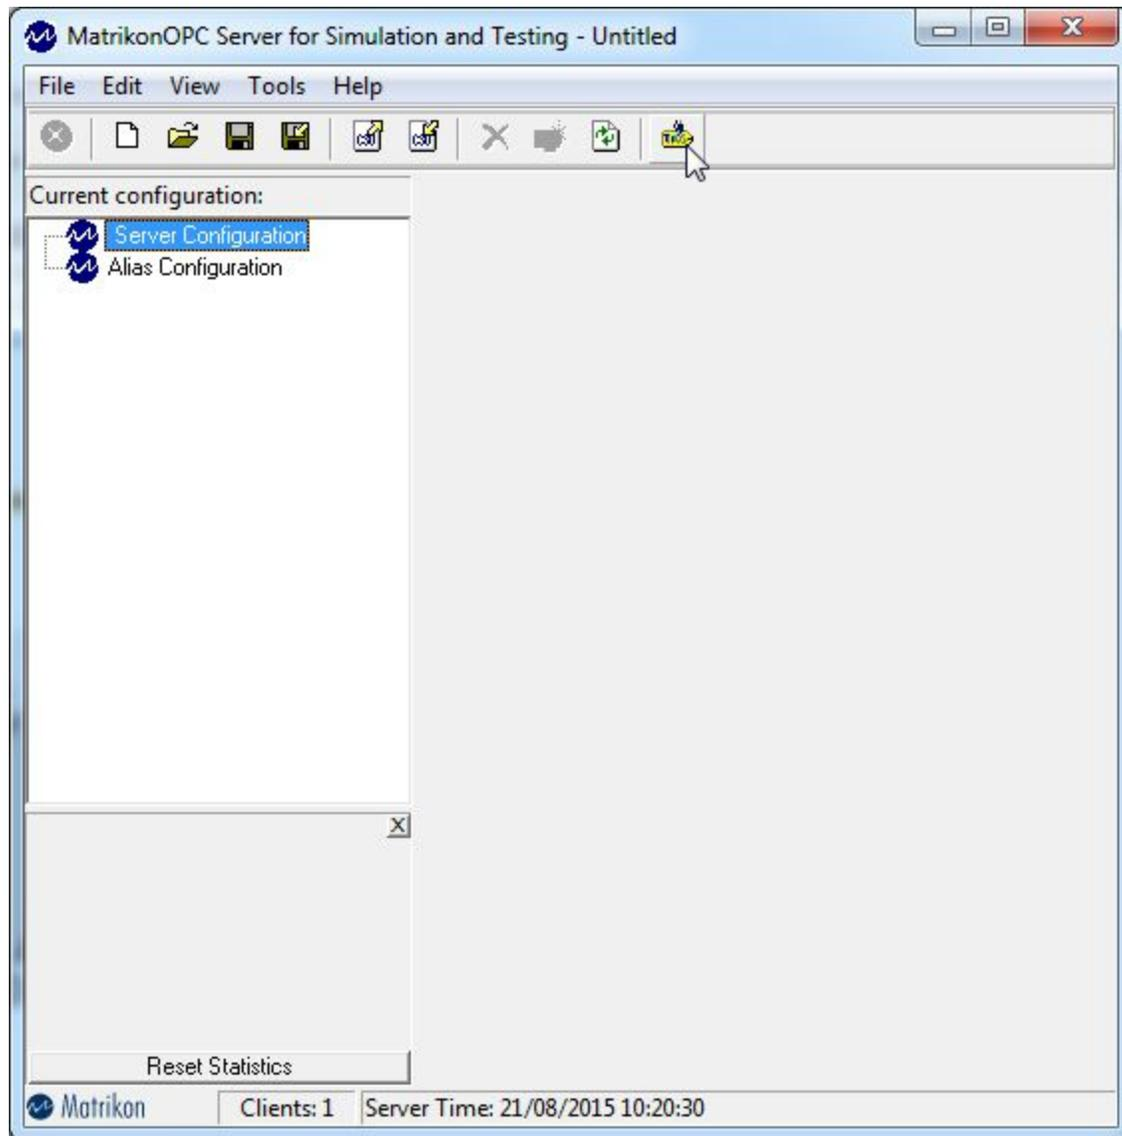 MatrikonOPC Server for Simulation and Testing - Untitled
File Edit View Tools Help
Current configuration:
Server Configuration
Alias Configuration
X
Reset Statistics
Matrikon Clients: 1 Server Time: 21/08/2015 10:20:30